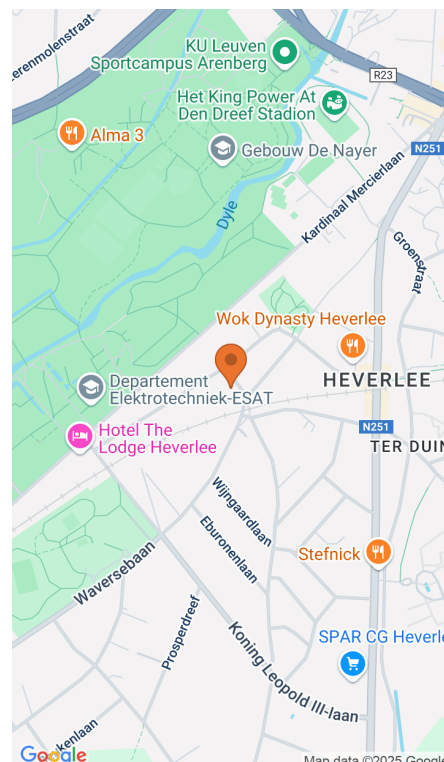 erenmolenstraat
KU Leuven
Sportcampus Arenberg
R23
Het King Power At
Den Dreef Stadion
Alma 3
Gebouw De Nayer
N251
Kardinaal Mercierlaan
Dyle
Groenstraat
Wok Dynasty Heverlee
HEVERLEE
Departement
Elektrotechniek-ESAT
N251
Hotel The
Lodge Heverlee
TER DUIN
Wijngaardlaan
Eburonenlaan
Stefnick
Waversebaan
Prosperdreef
Koning Leopold III-laan
SPAR CG Heverle
kenlaan
Google
Map data ©2025 Google